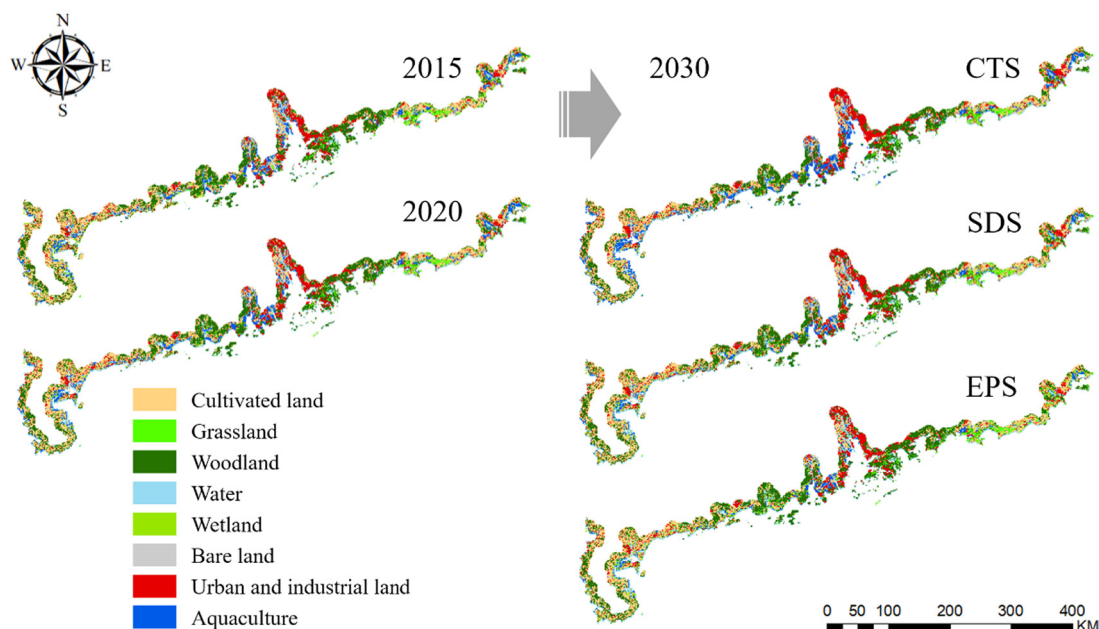 N
W E
S
2015
2030
CTS
2020
SDS
EPS
Cultivated land
Grassland
Woodland
Water
Wetland
Bare land
Urban and industrial land
Aquaculture
0 50 100 200 300 400
KM